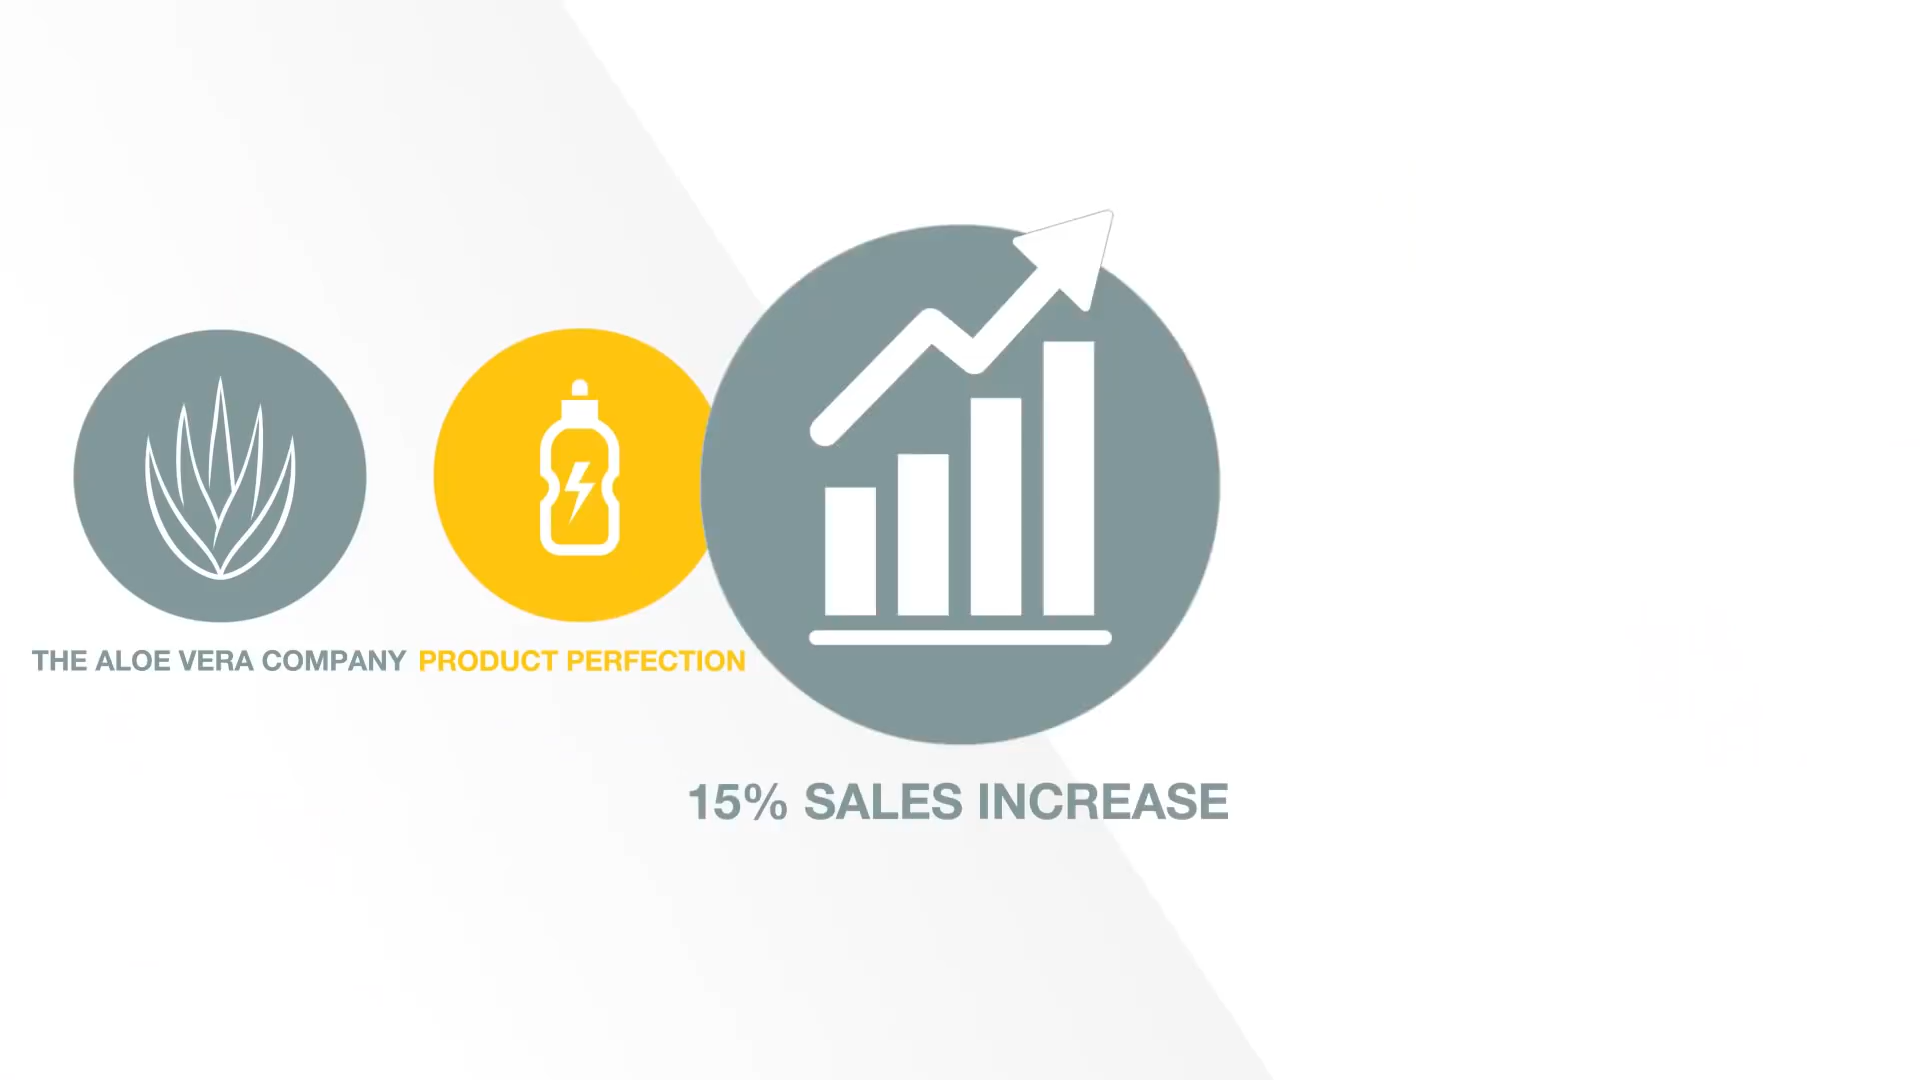 THE ALOE VERA COMPANY
PRODUCT PERFECTION
15% SALES INCREASE